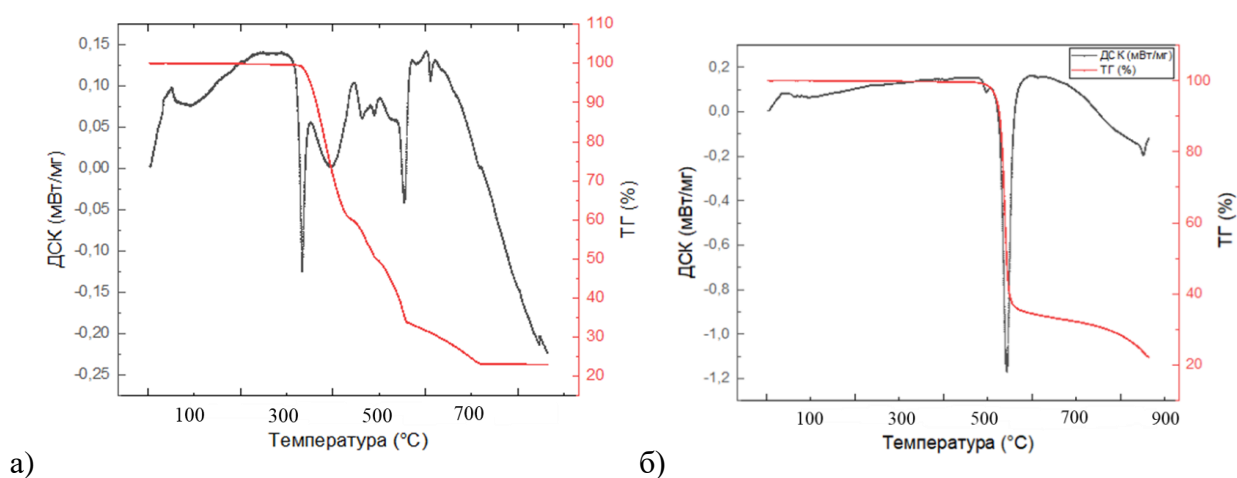 0,15
0,10
0,05
0,00
-0,05
-0,10
-0,15
-0,20
-0,25
ДСК (мВт/мг)
110
100
90
80
70
60
50
40
30
20
ТГ (%)
100 300 500 700
Температура (°C)
а)
0,2
0,0
-0,2
-0,4
-0,6
-0,8
-1,0
-1,2
ДСК (мВт/мг)
ДСК (мВт/мг)
ТГ (%)
100
80
60
40
20
ТГ (%)
100 300 500 700 900
Температура (°C)
б)